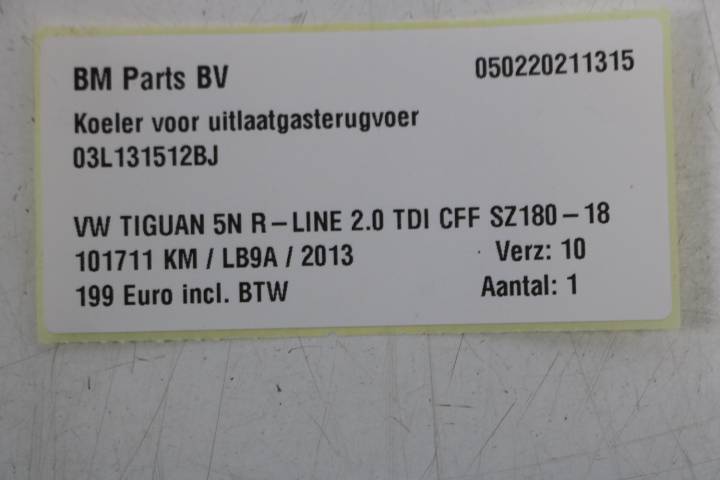 BM Parts BV 050220211315
Koeler voor uitlaatgasterugvoer
03L131512BJ
VW TIGUAN 5N R-LINE 2.0 TDI CFF SZ180-18
101711 KM / LB9A / 2013 Verz: 10
199 Euro incl. BTW Aantal: 1